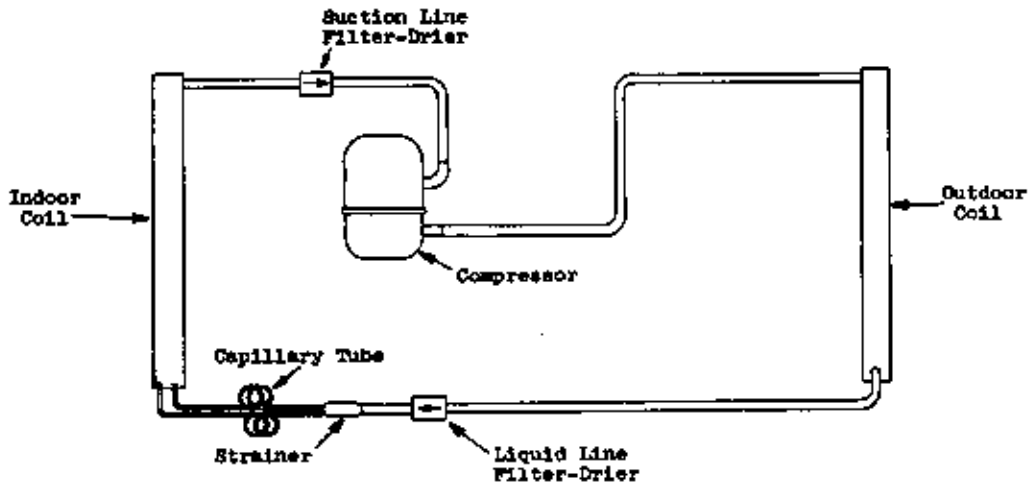 Suction Line
Filter-Drier
Indoor
Coil
Outdoor
Coil
Compressor
Capillary Tube
Strainer
Liquid Line
Filter-Drier